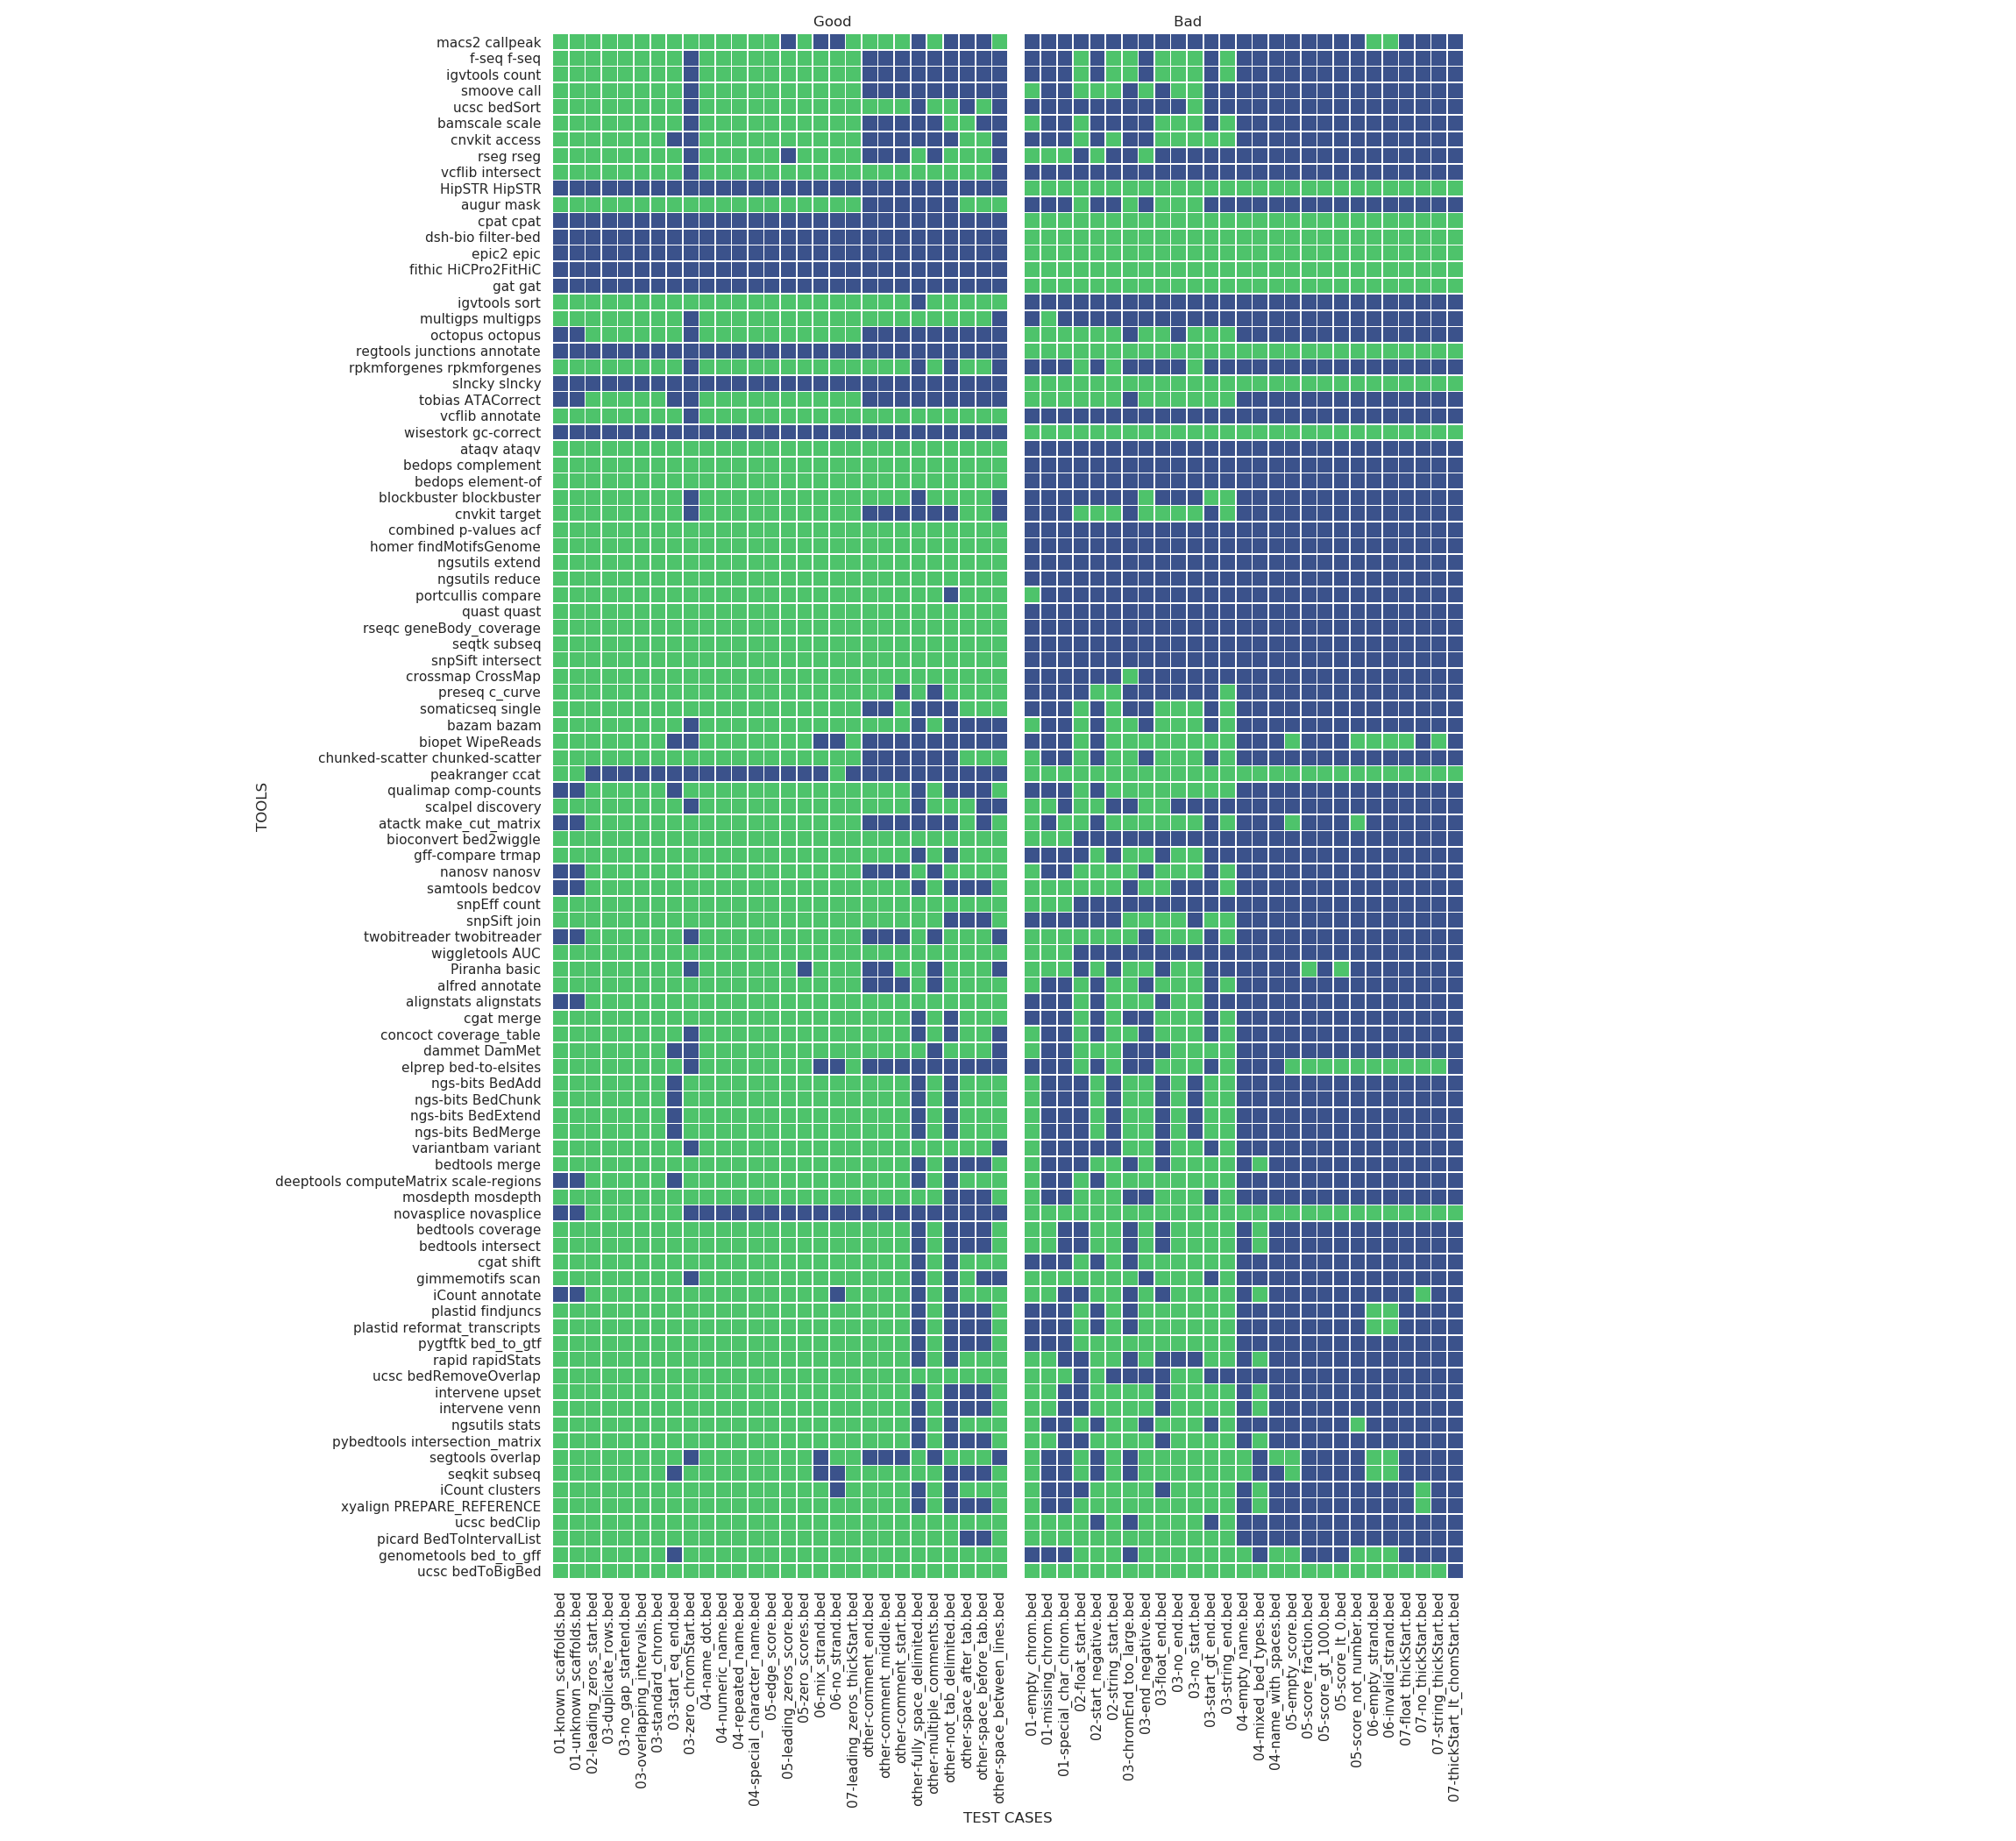 Good
Bad
macs2 callpeak
f-seq f-seq
igvtools count
smoove call
ucsc bedSort
bamscale scale
cnvkit access
rseg rseg
vcflib intersect
HipSTR HipSTR
augur mask
cpat cpat
dsh-bio filter-bed
epic2 epic
fithic HiCPro2FitHiC
gat gat
igvtools sort
multigps multigps
octopus octopus
regtools junctions annotate
rpkmforgenes rpkmforgenes
slncky slncky
tobias ATACorrect
vcflib annotate
wisestork gc-correct
ataqv ataqv
bedops complement
bedops element-of
blockbuster blockbuster
cnvkit target
combined p-values acf
homer findMotifsGenome
ngsutils extend
ngsutils reduce
portcullis compare
quast quast
rseqc geneBody_coverage
seqtk subseq
snpSift intersect
crossmap CrossMap
preseq c_curve
somaticseq single
bazam bazam
biopet WipeReads
chunked-scatter chunked-scatter
peakranger ccat
qualimap comp-counts
scalpel discovery
atactk make_cut_matrix
bioconvert bed2wiggle
gff-compare trmap
nanosv nanosv
samtools bedcov
snpEff count
snpSift join
twobitreader twobitreader
wiggletools AUC
Piranha basic
alfred annotate
alignstats alignstats
cgat merge
concoct coverage_table
dammet DamMet
elprep bed-to-elsites
ngs-bits BedAdd
ngs-bits BedChunk
ngs-bits BedExtend
ngs-bits BedMerge
variantbam variant
bedtools merge
deeptools computeMatrix scale-regions
mosdepth mosdepth
novasplice novasplice
bedtools coverage
bedtools intersect
cgat shift
gimmemotifs scan
iCount annotate
plastid findjuncs
plastid reformat_transcripts
pygtftk bed_to_gtf
rapid rapidStats
ucsc bedRemoveOverlap
intervene upset
intervene venn
ngsutils stats
pybedtools intersection_matrix
segtools overlap
seqkit subseq
iCount clusters
xyalign PREPARE_REFERENCE
ucsc bedClip
picard BedToIntervalList
genometools bed_to_gff
ucsc bedToBigBed
TOOLS
01-known_scaffolds.bed
01-unknown_scaffolds.bed
02-leading_zeros_start.bed
03-duplicate_rows.bed
03-no_gap_startend.bed
03-overlapping_intervals.bed
03-standard_chrom.bed
03-start_eq_end.bed
03-zero_chromStart.bed
04-name_dot.bed
04-numeric_name.bed
04-repeated_name.bed
04-special_character_name.bed
05-edge_score.bed
05-leading_zeros_score.bed
05-zero_scores.bed
06-mix_strand.bed
06-no_strand.bed
07-leading_zeros_thickStart.bed
other-comment_end.bed
other-comment_middle.bed
other-comment_start.bed
other-fully_space_delimited.bed
other-multiple_comments.bed
other-not_tab_delimited.bed
other-space_after_tab.bed
other-space_before_tab.bed
other-space_between_lines.bed
01-empty_chrom.bed
01-missing_chrom.bed
01-special_char_chrom.bed
02-float_start.bed
02-start_negative.bed
02-string_start.bed
03-chromEnd_too_large.bed
03-end_negative.bed
03-float_end.bed
03-no_end.bed
03-no_start.bed
03-start_gt_end.bed
03-string_end.bed
04-empty_name.bed
04-mixed_bed_types.bed
04-name_with_spaces.bed
05-empty_score.bed
05-score_fraction.bed
05-score_gt_1000.bed
05-score_lt_0.bed
05-score_not_number.bed
06-empty_strand.bed
06-invalid_strand.bed
07-float_thickStart.bed
07-no_thickStart.bed
07-string_thickStart.bed
07-thickStart_lt_chomStart.bed
TEST CASES